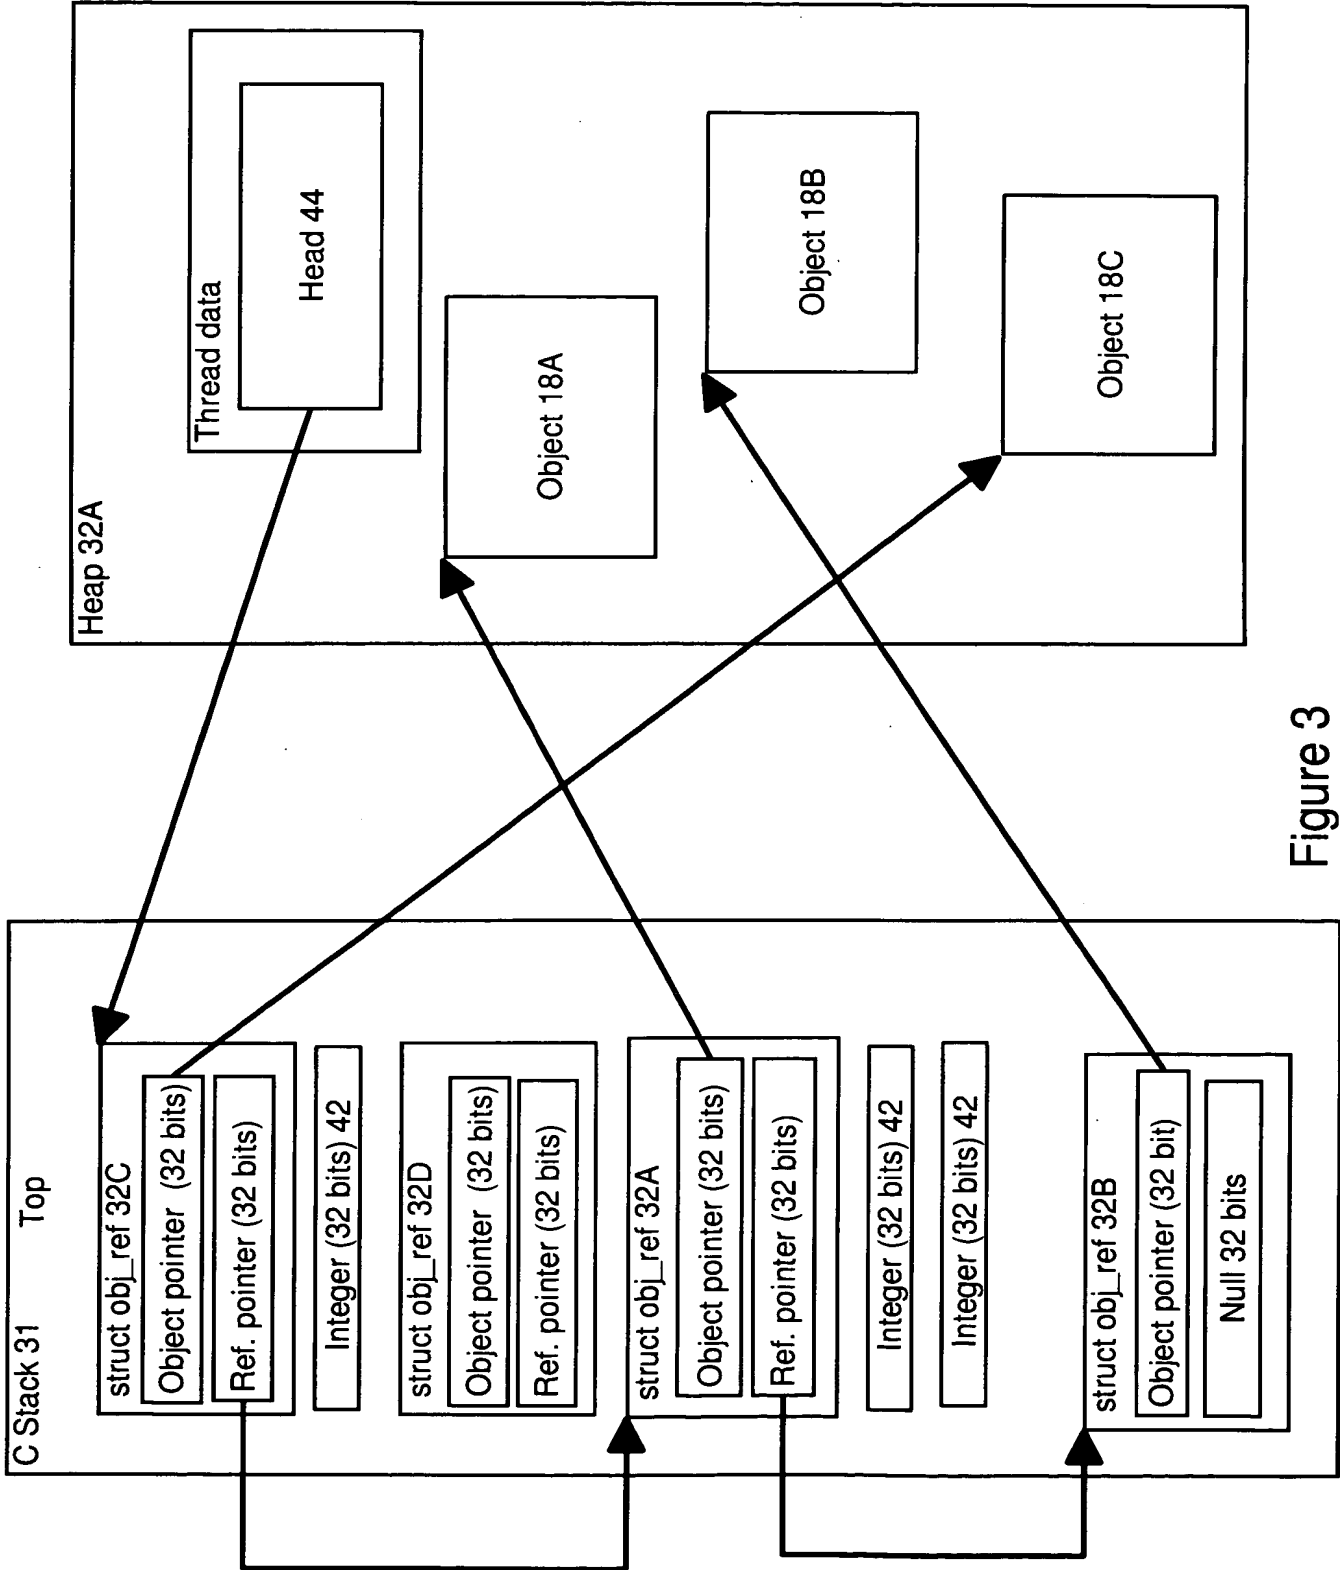 C Stack 31
Top
struct obj_ref 32C
Object pointer (32 bits)
Ref. pointer (32 bits)
Integer (32 bits) 42
struct obj_ref 32D
Object pointer (32 bits)
Ref. pointer (32 bits)
struct obj_ref 32A
Object pointer (32 bits)
Ref. pointer (32 bits)
Integer (32 bits) 42
Integer (32 bits) 42
struct obj_ref 32B
Object pointer (32 bit)
Null 32 bits
Heap 32A
Thread data
Head 44
Object 18A
Object 18B
Object 18C
Figure 3